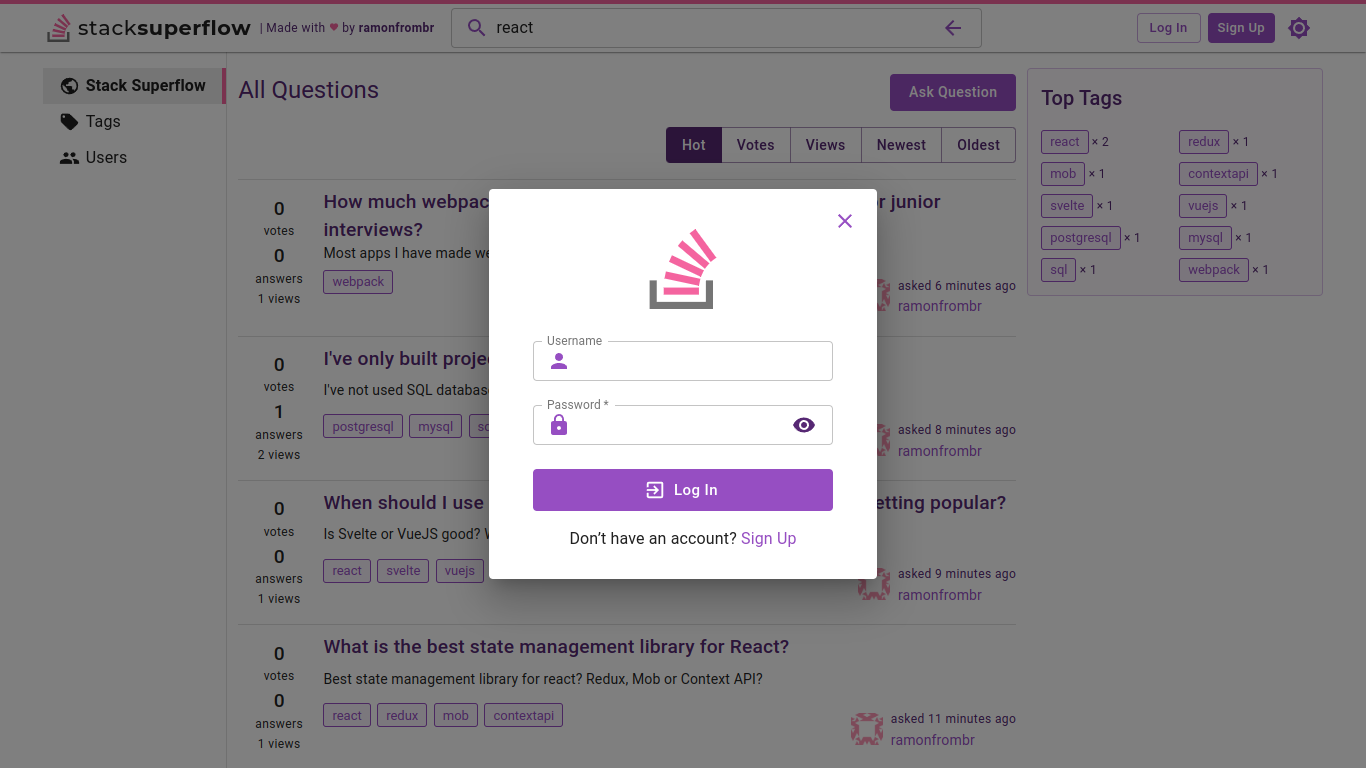 stacksuperflow
| Made with ❤ by ramonfrombr
react
Log In
Sign Up
Stack Superflow
Tags
Users
All Questions
Ask Question
Hot
Votes
Views
Newest
Oldest
0
votes
0
answers
1 views
How much webpac
or junior
interviews?
Most apps I have made we
webpack
asked 6 minutes ago
ramonfrombr
0
votes
1
answers
2 views
I've only built proje
I've not used SQL databas
postgresql
mysql
asked 8 minutes ago
ramonfrombr
0
votes
0
answers
1 views
When should I use
etting popular?
Is Svelte or VueJS good?
react
svelte
vuejs
asked 9 minutes ago
ramonfrombr
0
votes
0
answers
1 views
What is the best state management library for React?
Best state management library for react? Redux, Mob or Context API?
react
redux
mob
contextapi
asked 11 minutes ago
ramonfrombr
Top Tags
react × 2
redux × 1
mob × 1
contextapi × 1
svelte × 1
vuejs × 1
postgresql × 1
mysql × 1
sql × 1
webpack × 1
Username
Password *
Log In
Don't have an account? Sign Up